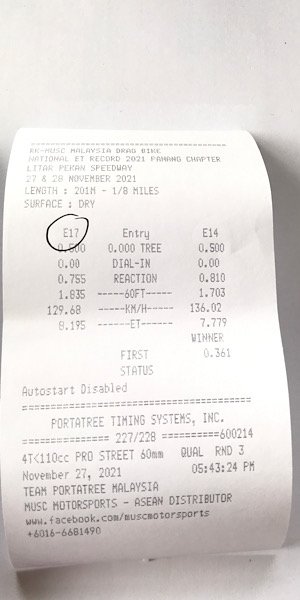 RK-MUSC MALAYSIA DRAG BIKE
NATIONAL ET RECORD 2021 PAHANG CHAPTER
LITAR PEKAN SPEEDWAY
27 & 28 NOVEMBER 2021
LENGTH : 201M - 1/8 MILES
SURFACE : DRY
E17 Entry E14
0.500 0.000 TREE 0.500
0.00 DIAL-IN 0.00
0.755 REACTION 0.810
1.835 -----60FT----- 1.703
129.68 -----KM/H----- 136.02
8.195 ------ET------ 7.779
WINNER
FIRST 0.361
STATUS
Autostart Disabled
========================================
PORTATREE TIMING SYSTEMS, INC.
=============== 227/228 ==========600214
4T<110cc PRO STREET 60mm QUAL RND 3
November 27, 2021 05:43:24 PM
TEAM PORTATREE MALAYSIA
MUSC MOTORSPORTS - ASEAN DISTRIBUTOR
www.facebook.com/muscmotorsports
+6016-6681490